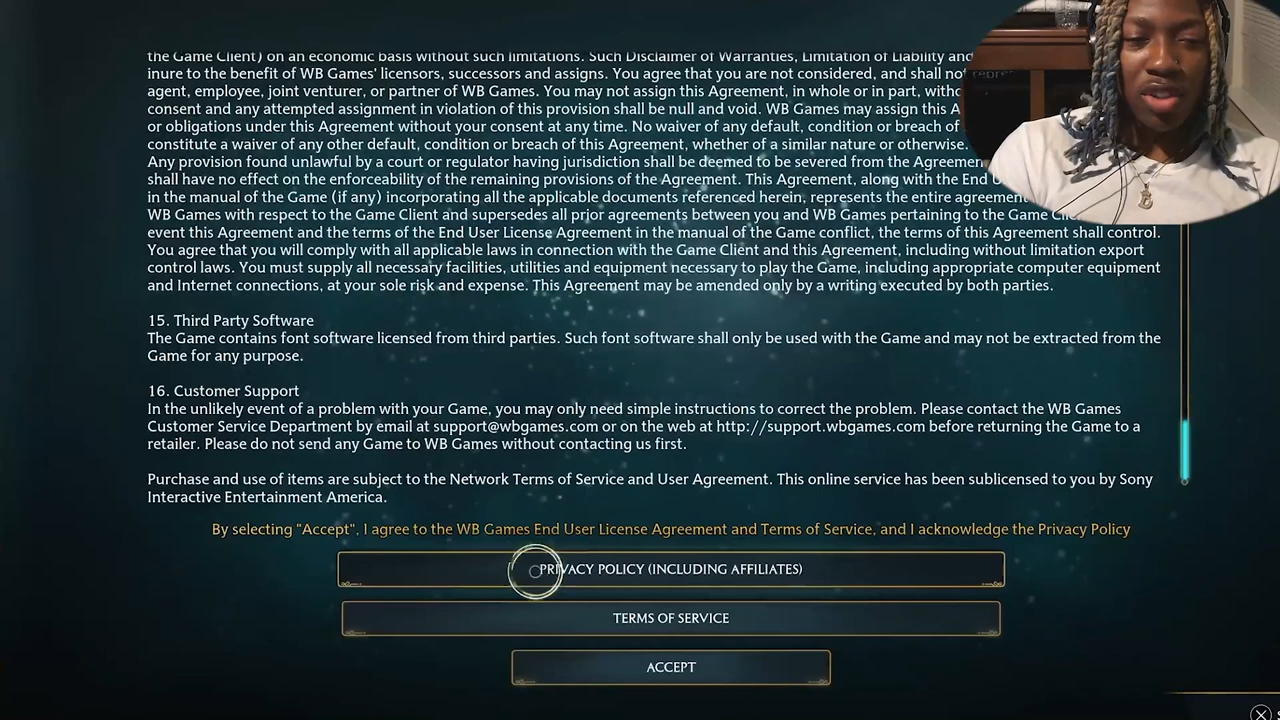 the Game Client) on an economic basis without such limitations. Such Disclaimer of Warranties, Limitation of Liability and
inure to the benefit of WB Games' licensors, successors and assigns. You agree that you are not considered, and shall not
agent, employee, joint venturer, or partner of WB Games. You may not assign this Agreement, in whole or in part,
consent and any attempted assignment in violation of this provision shall be null and void. WB Games may assign this
or obligations under this Agreement without your consent at any time. No waiver of any default, condition or breach of
constitute a waiver of any other default, condition or breach of this Agreement, whether of a similar nature or otherwise.
Any provision found unlawful by a court or regulator having jurisdiction shall be deemed to be severed from the
shall have no effect on the enforceability of the remaining provisions of the Agreement. This Agreement, along with the End
in the manual of the Game (if any) incorporating all the applicable documents referenced herein, represents the entire
WB Games with respect to the Game Client and supersedes all prior agreements between you and WB Games pertaining to the Game
event this Agreement and the terms of the End User License Agreement in the manual of the Game conflict, the terms of this Agreement shall control.
You agree that you will comply with all applicable laws in connection with the Game Client and this Agreement, including without limitation export
control laws. You must supply all necessary facilities, utilities and equipment necessary to play the Game, including appropriate computer equipment
and Internet connections, at your sole risk and expense. This Agreement may be amended only by a writing executed by both parties.
15. Third Party Software
The Game contains font software licensed from third parties. Such font software shall only be used with the Game and may not be extracted from the
Game for any purpose.
16. Customer Support
In the unlikely event of a problem with your Game, you may only need simple instructions to correct the problem. Please contact the WB Games
Customer Service Department by email at support@wbgames.com or on the web at http://support.wbgames.com before returning the Game to a
retailer. Please do not send any Game to WB Games without contacting us first.
Purchase and use of items are subject to the Network Terms of Service and User Agreement. This online service has been sublicensed to you by Sony
Interactive Entertainment America.
By selecting "Accept", I agree to the WB Games End User License Agreement and Terms of Service, and I acknowledge the Privacy Policy
PRIVACY POLICY (INCLUDING AFFILIATES)
TERMS OF SERVICE
ACCEPT